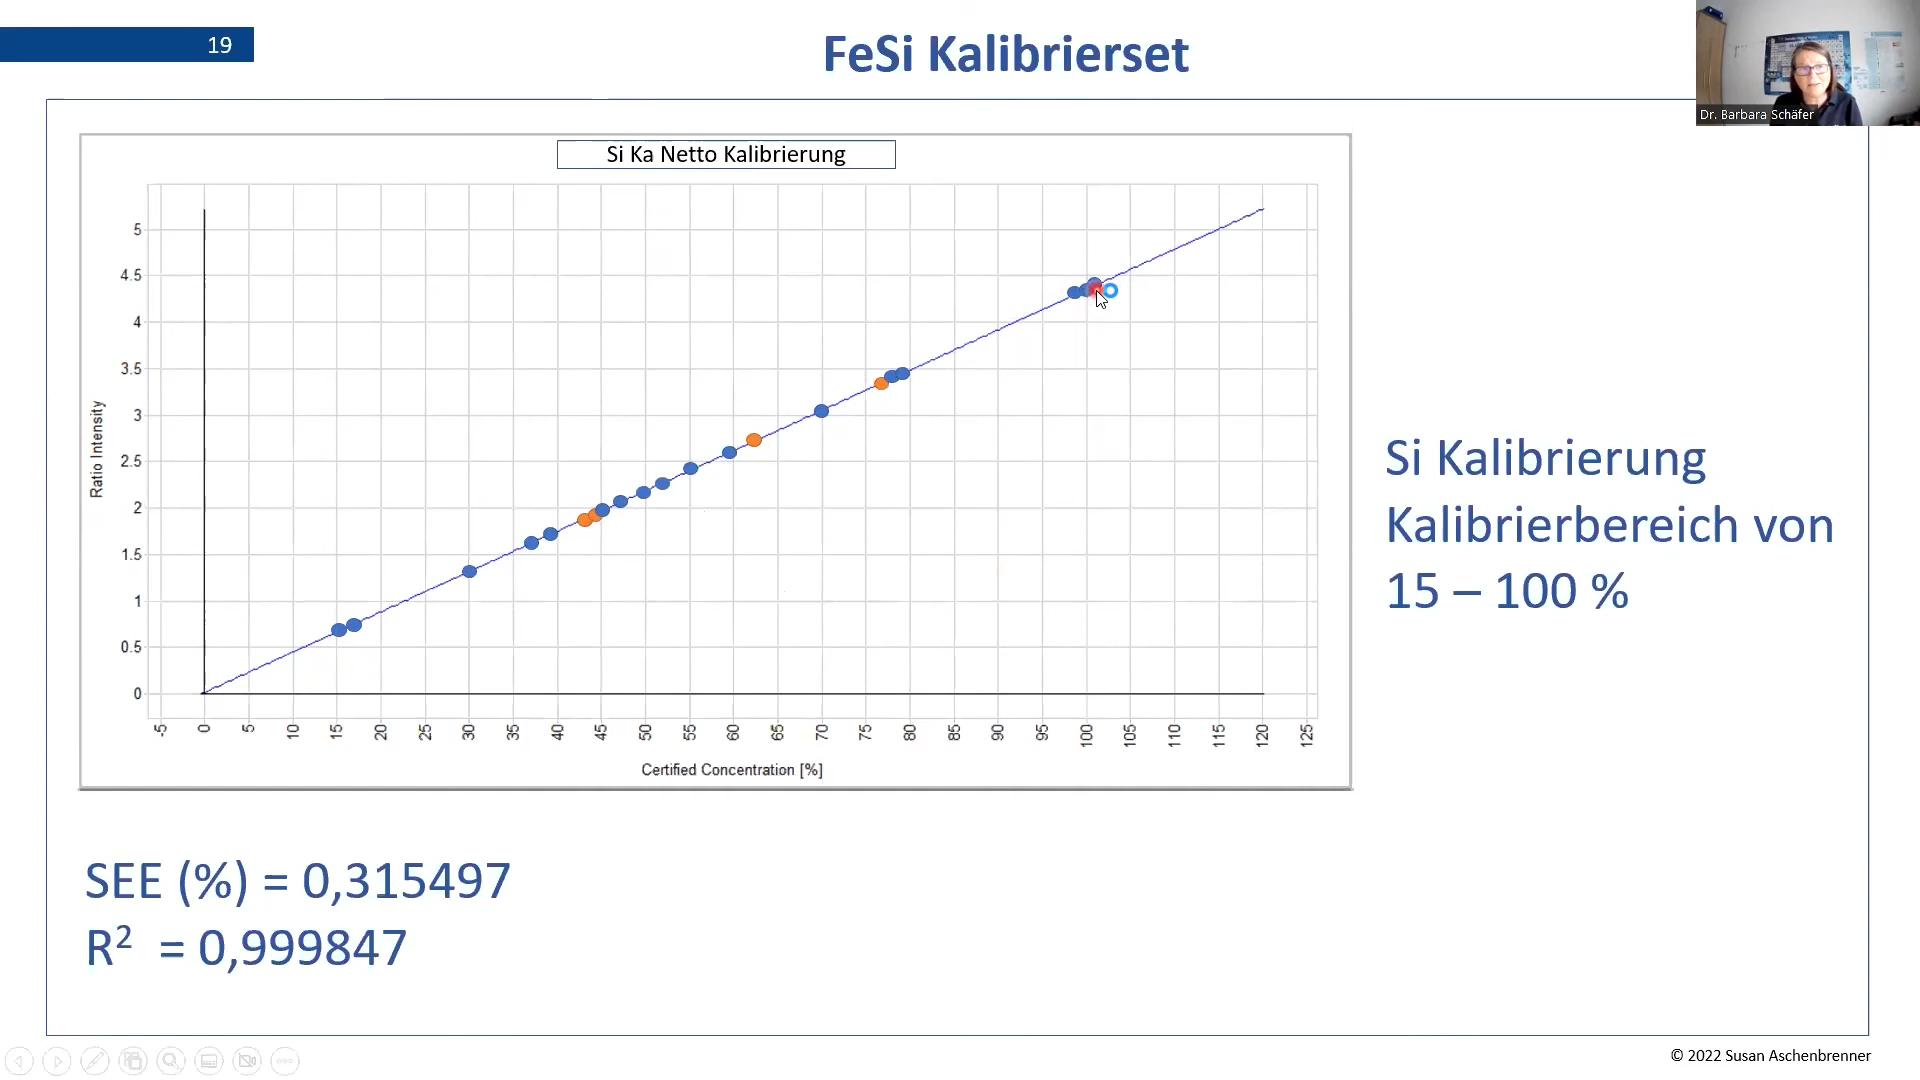 19
FeSi Kalibrierset
Dr. Barbara Schäfer
Si Ka Netto Kalibrierung
5
4.5
4
3.5
3
2.5
2
1.5
1
0.5
0
Ratio Intensity
-5 0 5 10 15 20 25 30 35 40 45 50 55 60 65 70 75 80 85 90 95 100 105 110 115 120 125
Certified Concentration [%]
Si Kalibrierung
Kalibrierbereich von
15 – 100 %
SEE (%) = 0,315497
R² = 0,999847
© 2022 Susan Aschenbrenner